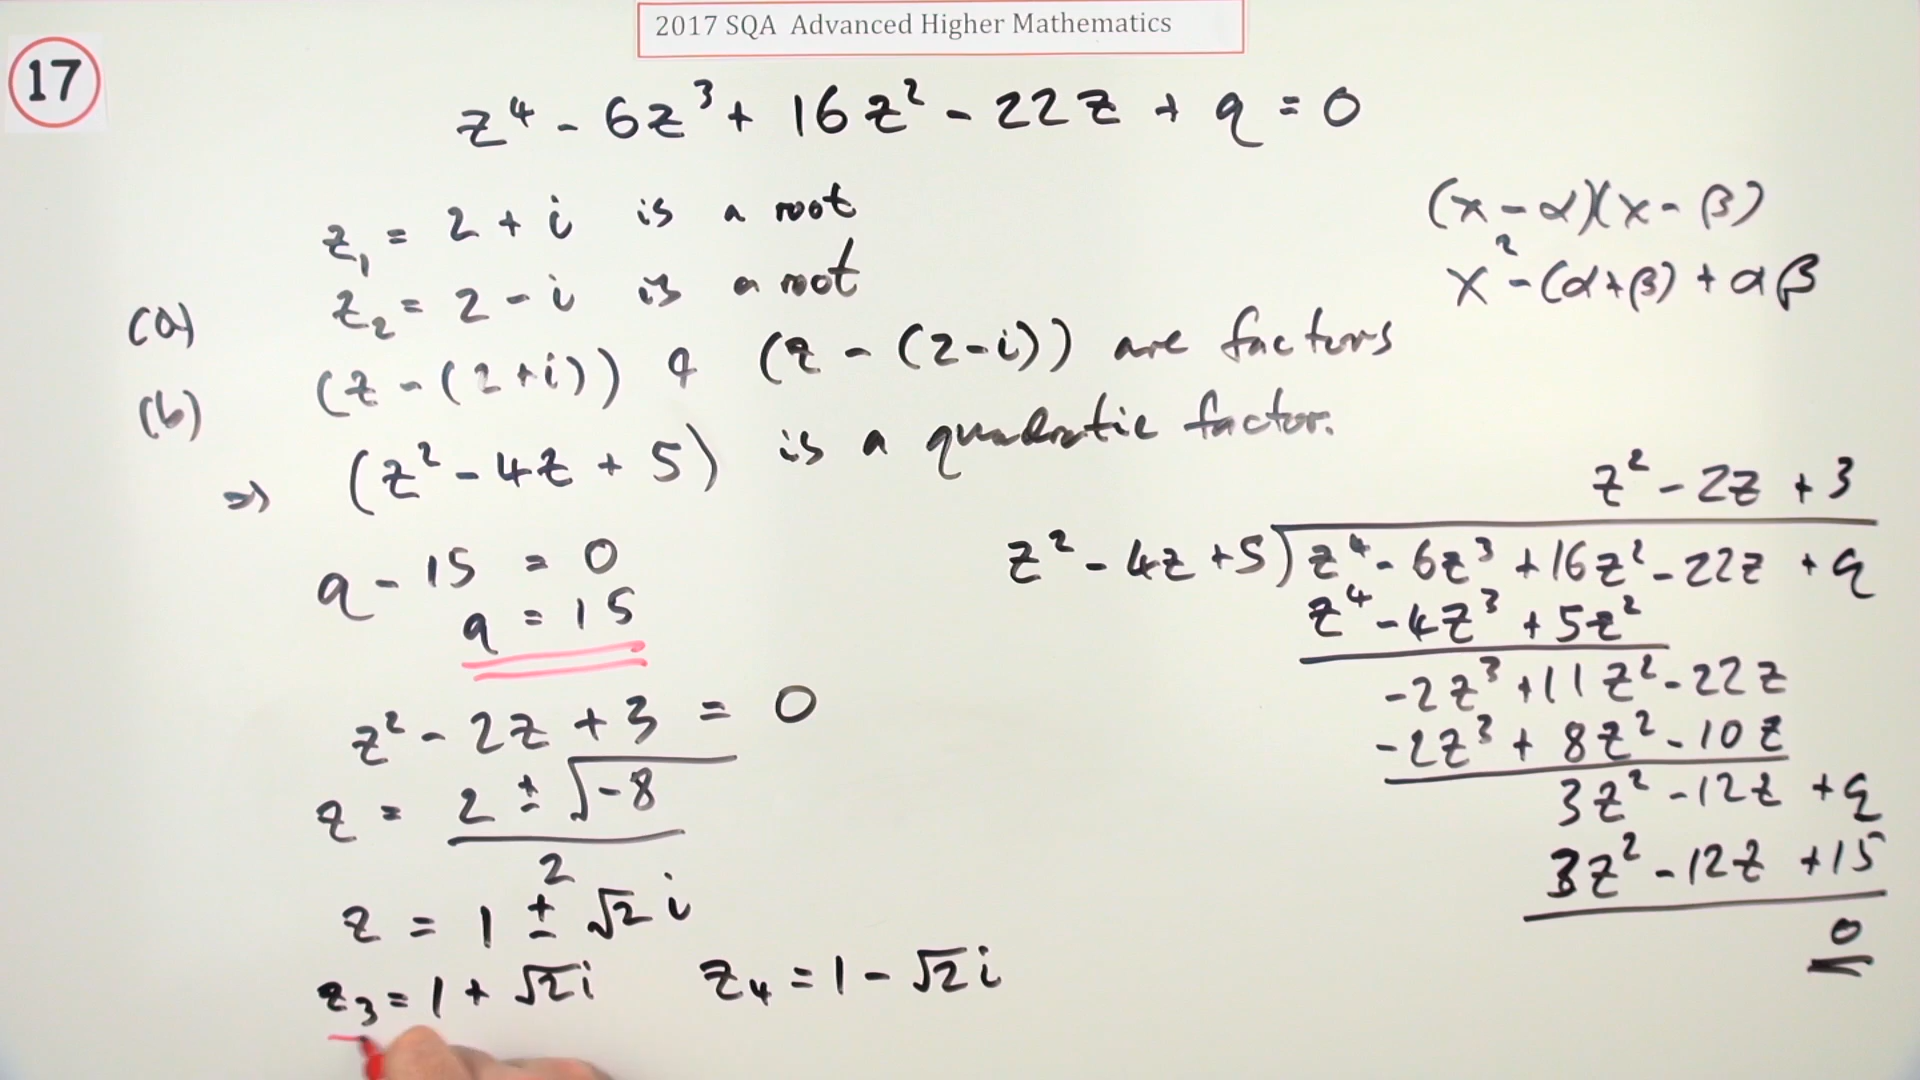 2017 SQA Advanced Higher Mathematics
17
z⁴ - 6z³ + 16z² - 22z + q = 0
z₁ = 2 + i is a root
(a) z₂ = 2 - i is a root
(b) (z - (2+i)) & (z - (2-i)) are factors
⇒ (z² - 4z + 5) is a quadratic factor.
q - 15 = 0
q = 15
z² - 2z + 3 = 0
z = (2 ± √-8)/2
z = 1 ± √2 i
z₃ = 1 + √2 i z₄ = 1 - √2 i
(x - α)(x - β)
x² - (α+β) + αβ
z² - 2z + 3
z² - 4z + 5) z⁴ - 6z³ + 16z² - 22z + q
z⁴ - 4z³ + 5z²
-2z³ + 11z² - 22z
-2z³ + 8z² - 10z
3z² - 12z + q
3z² - 12z + 15
0